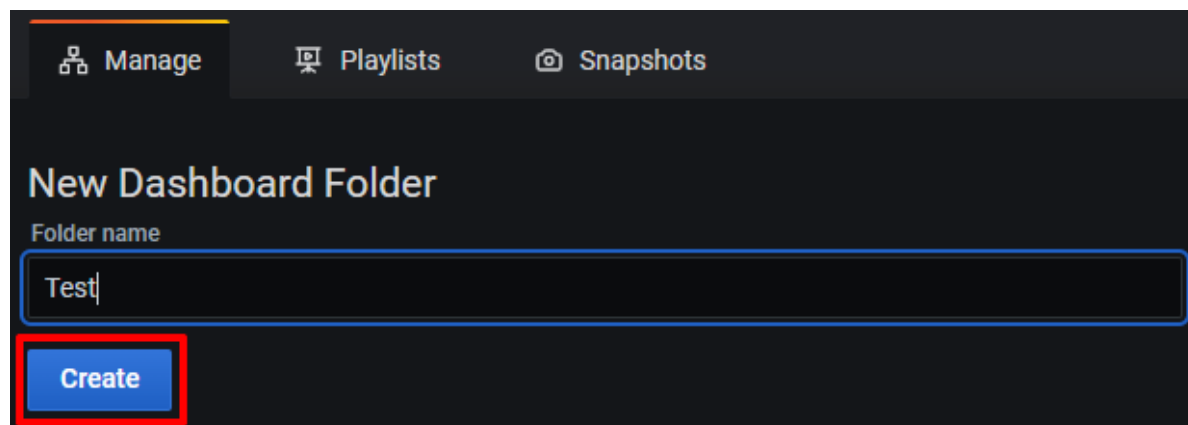 Manage Playlists Snapshots
New Dashboard Folder
Folder name
Test
Create